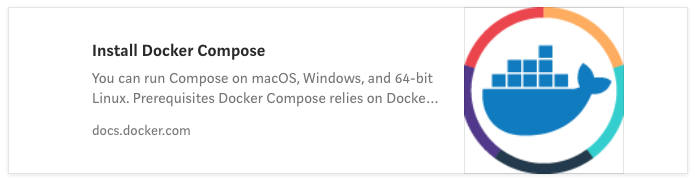 Install Docker Compose
You can run Compose on macOS, Windows, and 64-bit
Linux. Prerequisites Docker Compose relies on Docke...
docs.docker.com